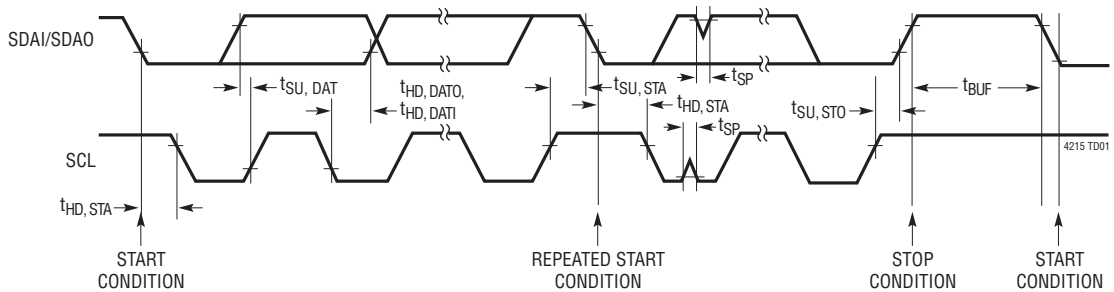 SDAI/SDAO
tSU, DAT
tHD, DATO,
tHD, DATI
tSU, STA
tHD, STA
tSP
tSP
tSU, STO
tBUF
4215 TD01
SCL
tHD, STA
START
CONDITION
REPEATED START
CONDITION
STOP
CONDITION
START
CONDITION